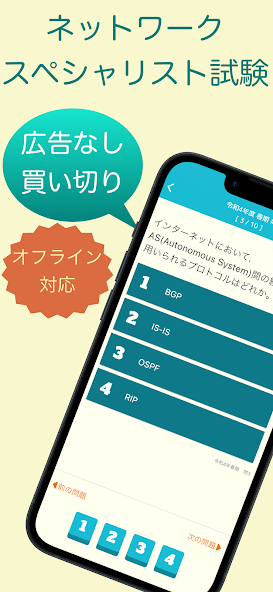 ネットワーク
スペシャリスト試験
広告なし
買い切り
オフライン
対応
令和4年度 春期
[ 3 / 10 ]
インターネットにおいて、
AS(Autonomous System)間の
用いられるプロトコルはどれか。
1 BGP
2 IS-IS
3 OSPF
4 RIP
令和4年春期
前の問題
次の問題
1 2 3 4